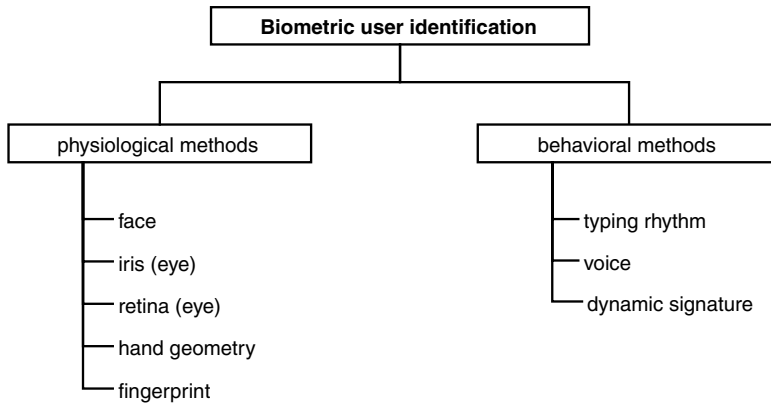 Biometric user identification
physiological methods
face
iris (eye)
retina (eye)
hand geometry
fingerprint
behavioral methods
typing rhythm
voice
dynamic signature